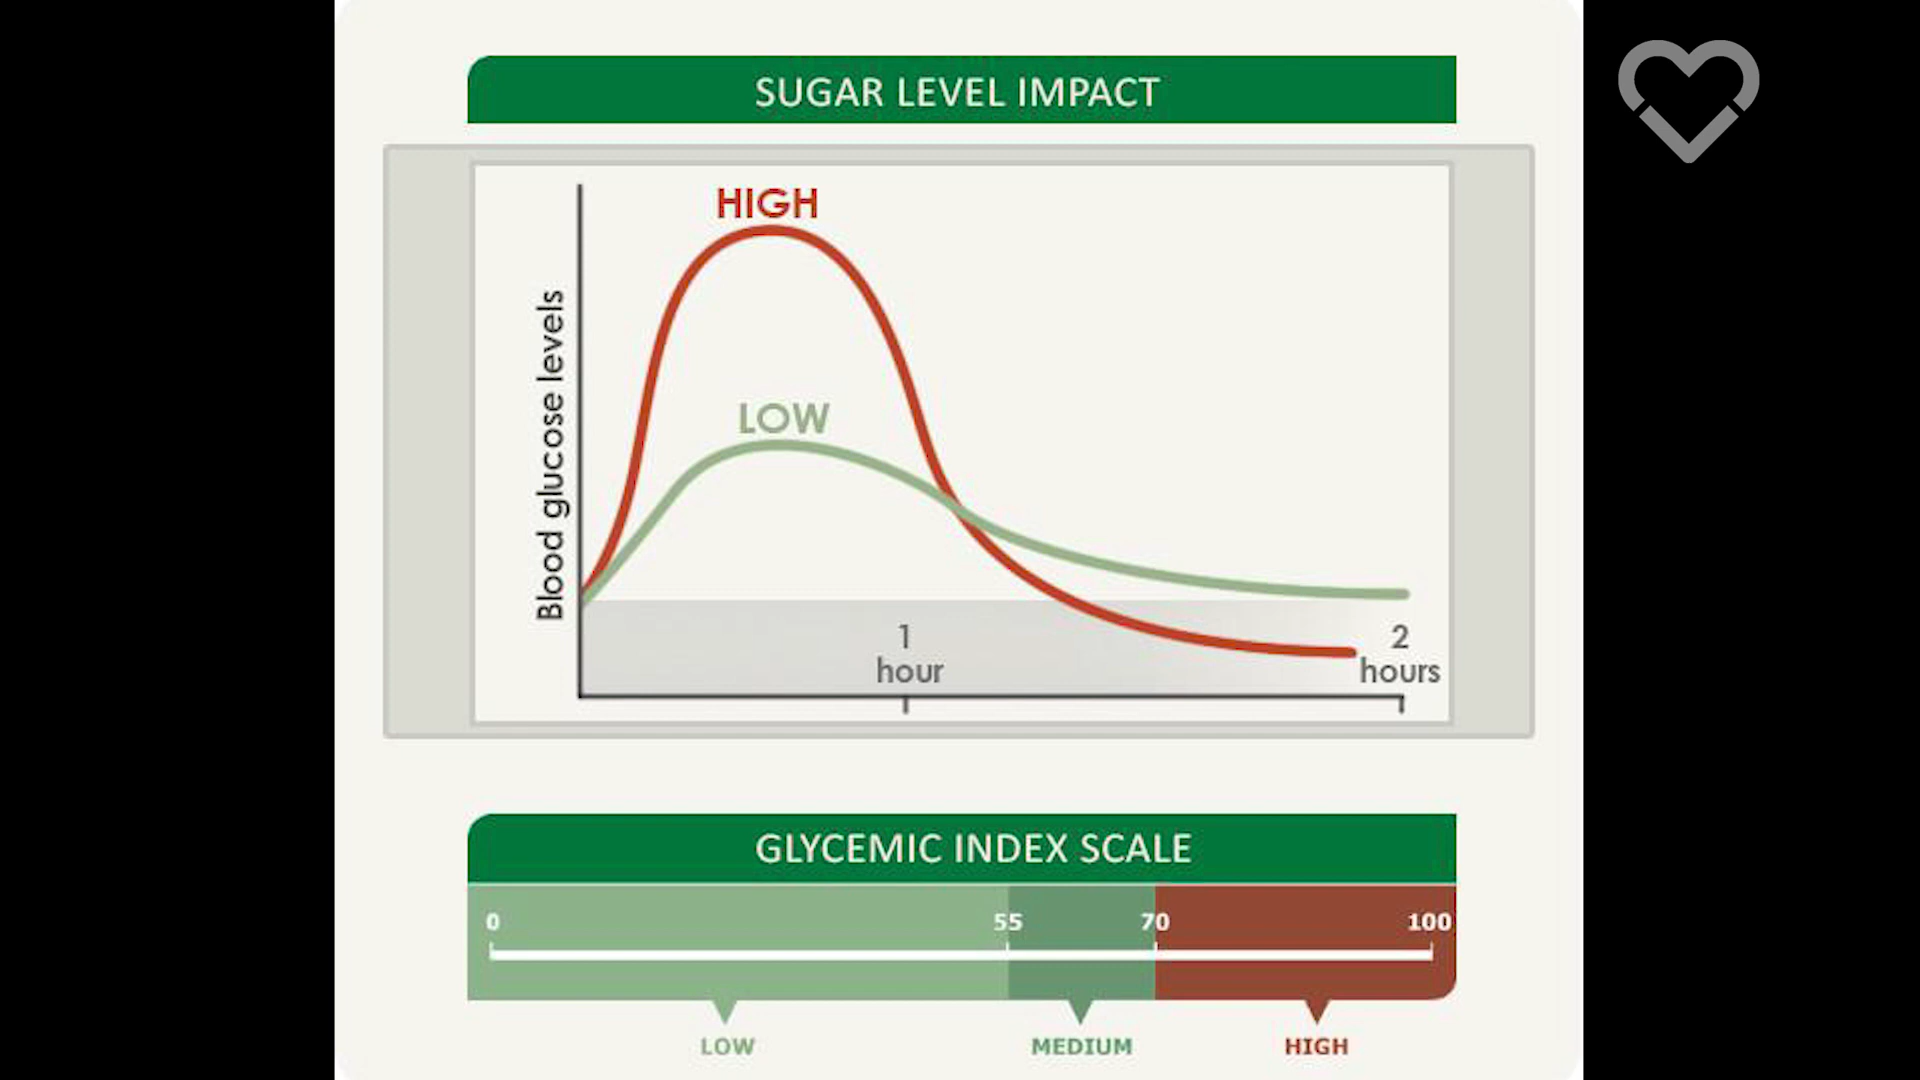 SUGAR LEVEL IMPACT
HIGH
LOW
Blood glucose levels
1
hour
2
hours
GLYCEMIC INDEX SCALE
0 55 70 100
LOW MEDIUM HIGH